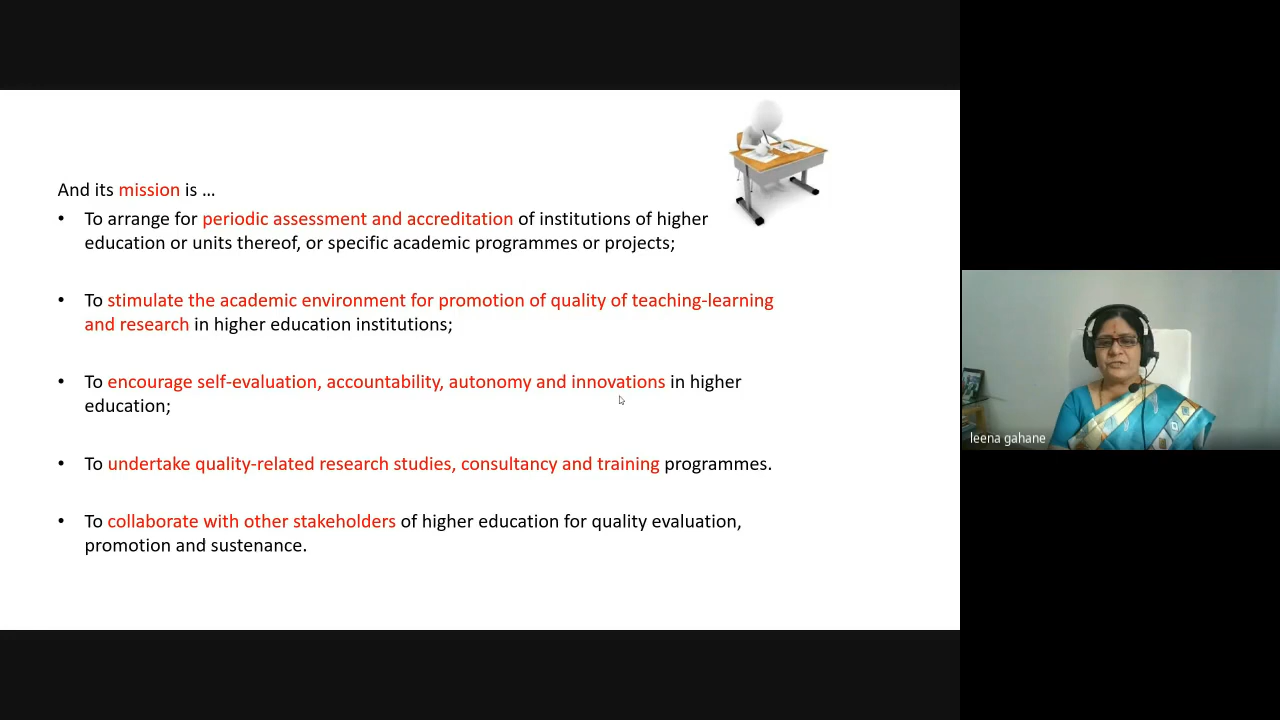 And its mission is ...
• To arrange for periodic assessment and accreditation of institutions of higher
education or units thereof, or specific academic programmes or projects;
• To stimulate the academic environment for promotion of quality of teaching-learning
and research in higher education institutions;
• To encourage self-evaluation, accountability, autonomy and innovations in higher
education;
• To undertake quality-related research studies, consultancy and training programmes.
• To collaborate with other stakeholders of higher education for quality evaluation,
promotion and sustenance.
leena gahane